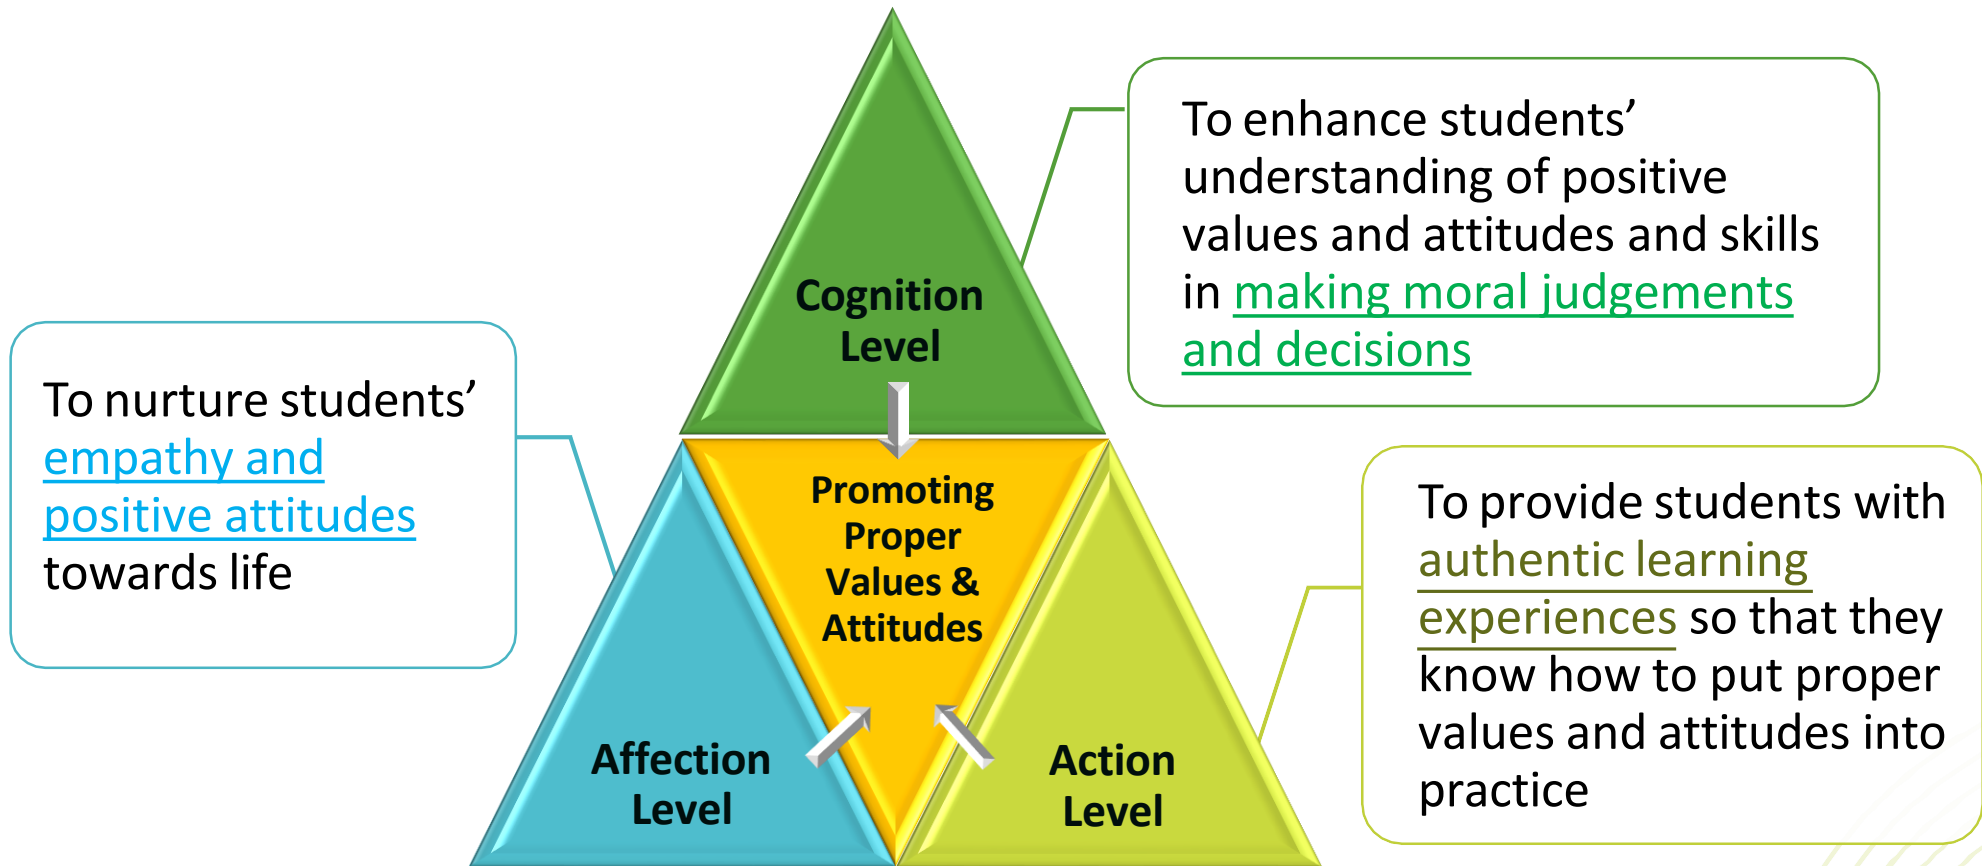 Cognition
Level
To enhance students’
understanding of positive
values and attitudes and skills
in making moral judgements
and decisions
To nurture students’
empathy and
positive attitudes
towards life
Promoting
Proper
Values &
Attitudes
Affection
Level
Action
Level
To provide students with
authentic learning
experiences so that they
know how to put proper
values and attitudes into
practice